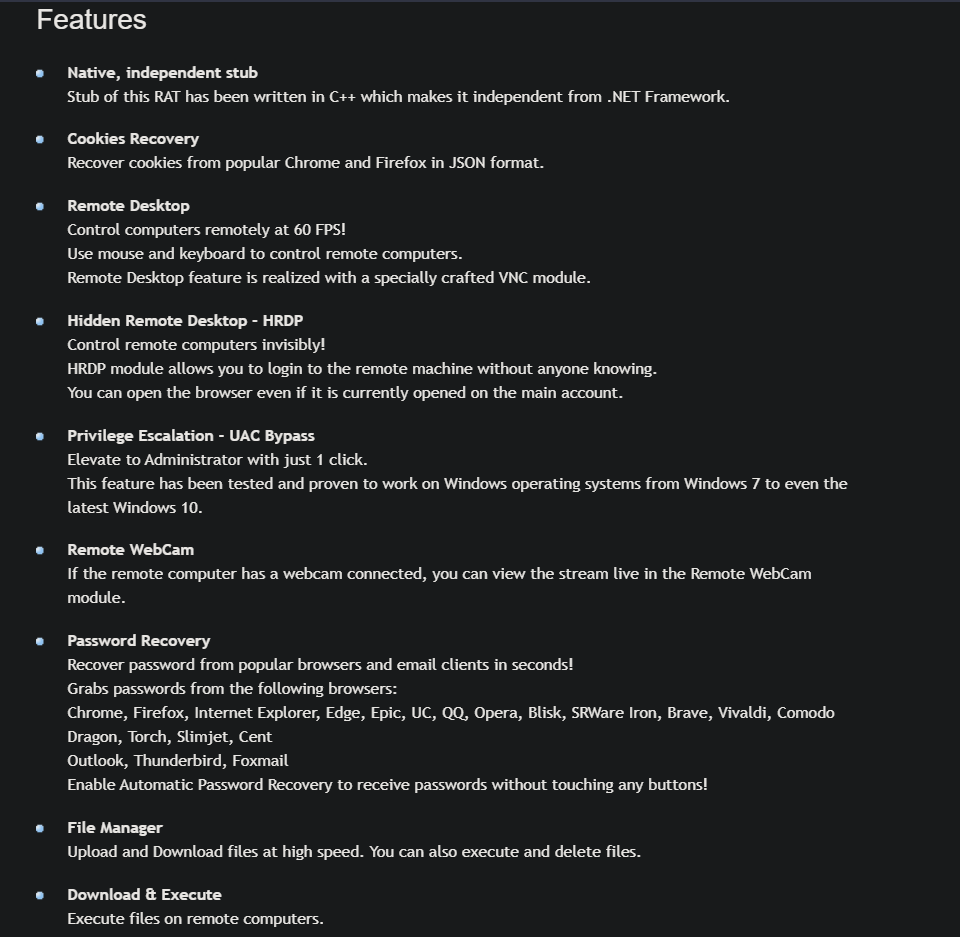 Features
Native, independent stub
Stub of this RAT has been written in C++ which makes it independent from .NET Framework.
Cookies Recovery
Recover cookies from popular Chrome and Firefox in JSON format.
Remote Desktop
Control computers remotely at 60 FPS!
Use mouse and keyboard to control remote computers.
Remote Desktop feature is realized with a specially crafted VNC module.
Hidden Remote Desktop - HRDP
Control remote computers invisibly!
HRDP module allows you to login to the remote machine without anyone knowing.
You can open the browser even if it is currently opened on the main account.
Privilege Escalation - UAC Bypass
Elevate to Administrator with just 1 click.
This feature has been tested and proven to work on Windows operating systems from Windows 7 to even the
latest Windows 10.
Remote WebCam
If the remote computer has a webcam connected, you can view the stream live in the Remote WebCam
module.
Password Recovery
Recover password from popular browsers and email clients in seconds!
Grabs passwords from the following browsers:
Chrome, Firefox, Internet Explorer, Edge, Epic, UC, QQ, Opera, Blisk, SRWare Iron, Brave, Vivaldi, Comodo
Dragon, Torch, Slimjet, Cent
Outlook, Thunderbird, Foxmail
Enable Automatic Password Recovery to receive passwords without touching any buttons!
File Manager
Upload and Download files at high speed. You can also execute and delete files.
Download & Execute
Execute files on remote computers.